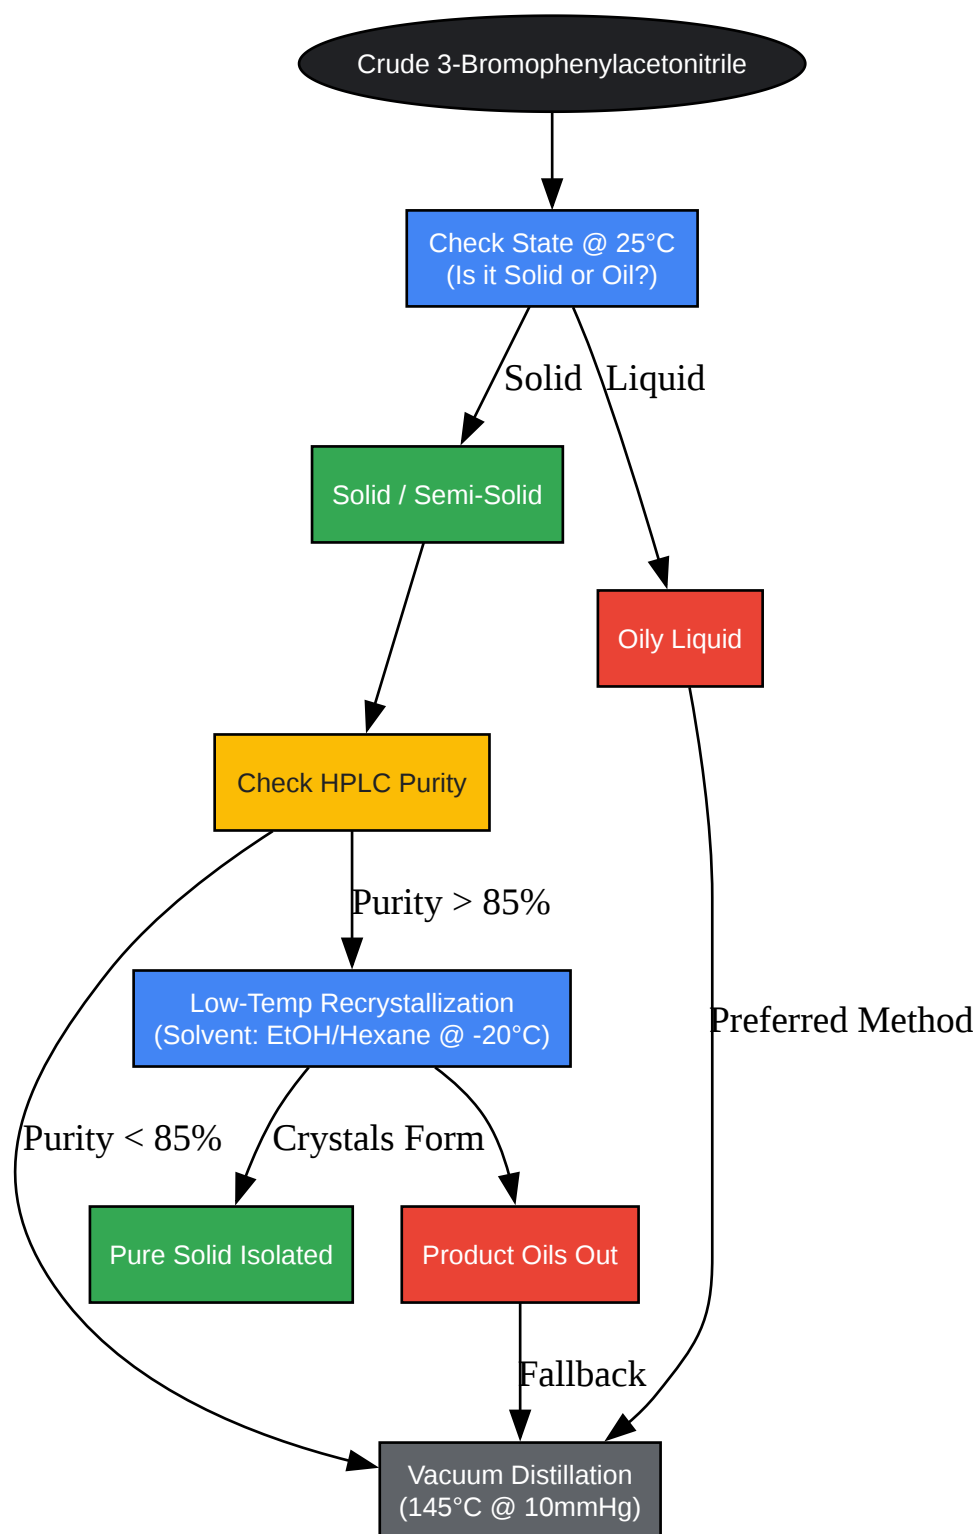 Crude 3-Bromophenylacetonitrile
Check State @ 25°C
(Is it Solid or Oil?)
Solid
Liquid
Solid / Semi-Solid
Oily Liquid
Check HPLC Purity
Purity > 85%
Low-Temp Recrystallization
(Solvent: EtOH/Hexane @ -20°C)
Preferred Method
Purity < 85%
Crystals Form
Pure Solid Isolated
Product Oils Out
Fallback
Vacuum Distillation
(145°C @ 10mmHg)